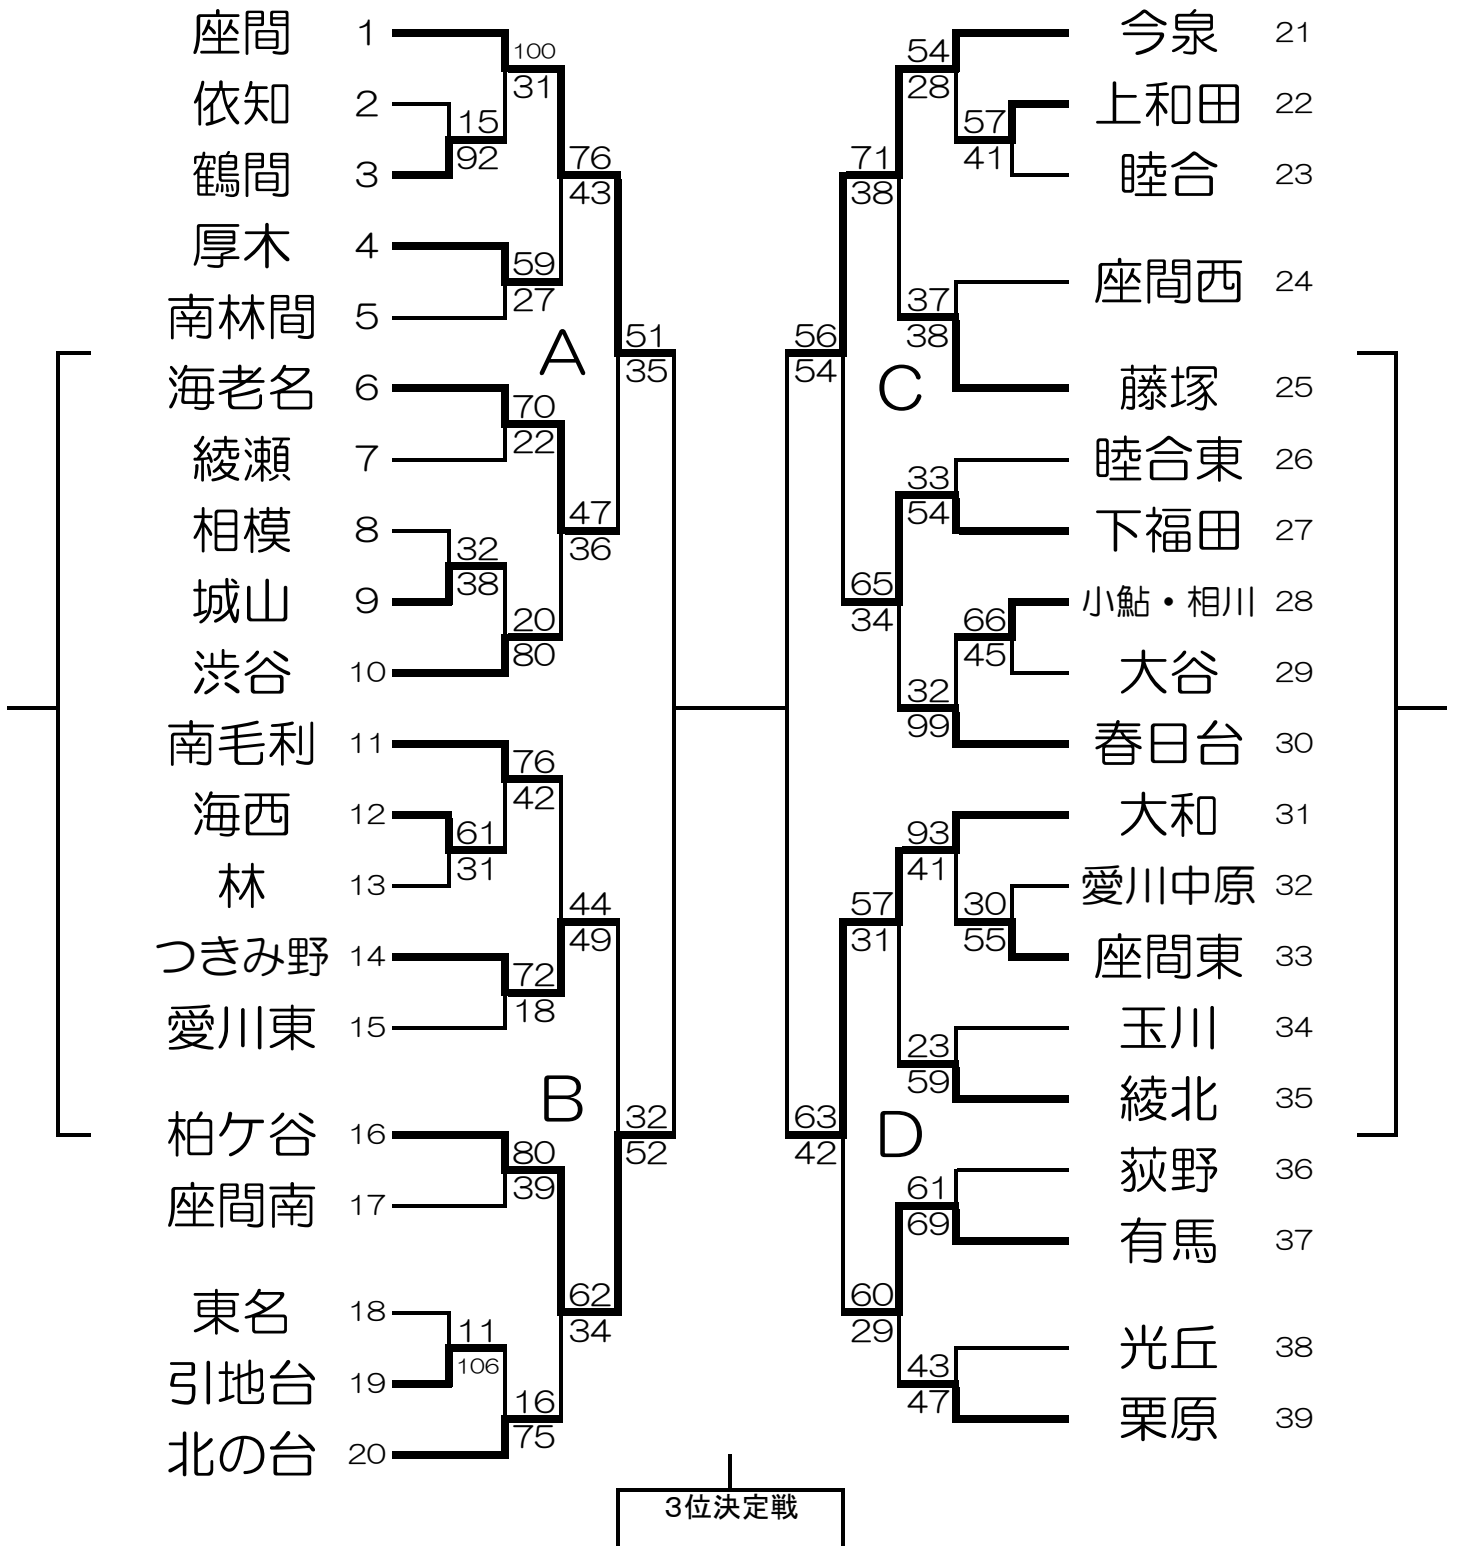 座間 1
依知 2
鶴間 3
厚木 4
南林間 5
海老名 6
綾瀬 7
相模 8
城山 9
渋谷 10
南毛利 11
海西 12
林 13
つきみ野 14
愛川東 15
柏ケ谷 16
座間南 17
東名 18
引地台 19
北の台 20
15
92
32
38
61
31
11
106
100
31
59
27
70
22
20
80
76
42
72
18
80
39
16
75
76
43
47
36
44
49
62
34
A
B
51
35
32
52
56
54
63
42
C
D
71
38
65
34
57
31
60
29
54
28
37
38
33
54
32
99
93
41
23
59
61
69
43
47
57
41
66
45
30
55
今泉 21
上和田 22
睦合 23
座間西 24
藤塚 25
睦合東 26
下福田 27
小鮎・相川 28
大谷 29
春日台 30
大和 31
愛川中原 32
座間東 33
玉川 34
綾北 35
荻野 36
有馬 37
光丘 38
栗原 39
3位決定戦